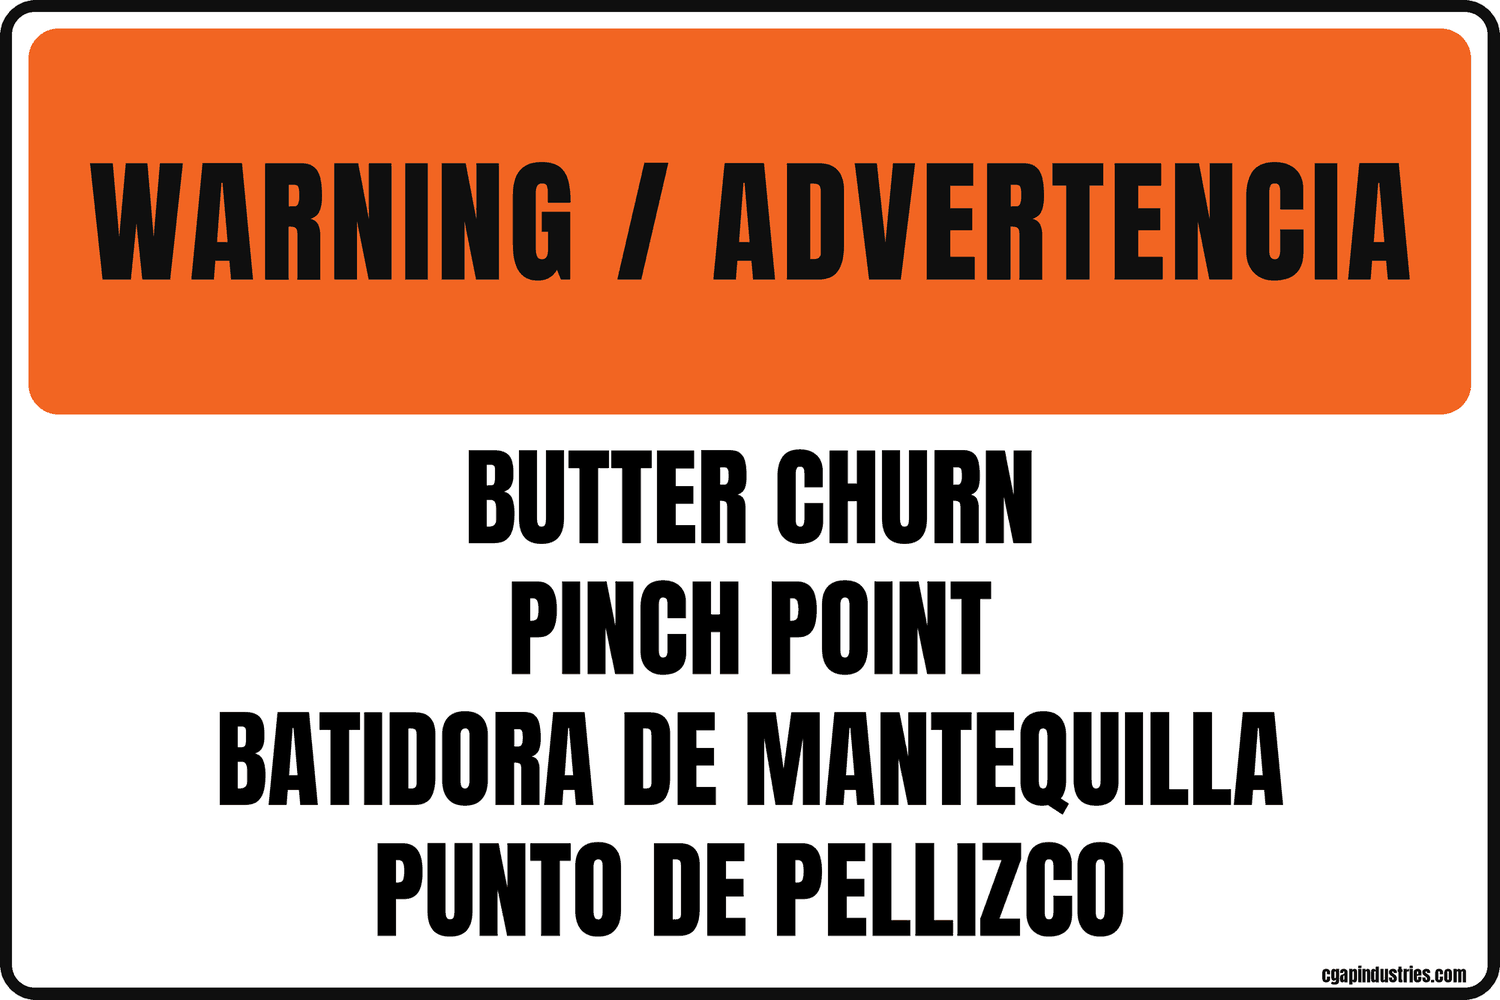 WARNING / ADVERTENCIA
BUTTER CHURN
PINCH POINT
BATIDORA DE MANTEQUILLA
PUNTO DE PELLIZCO
cgapindustries.com